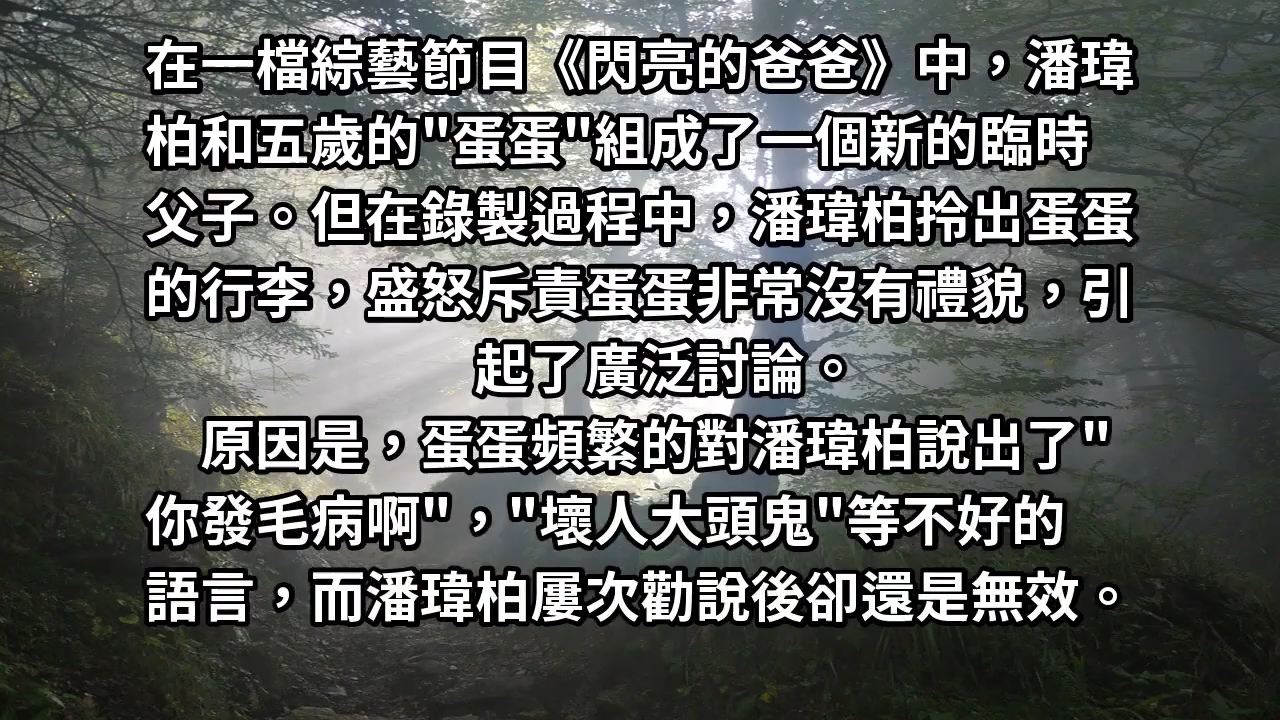 在一檔綜藝節目《閃亮的爸爸》中，潘瑋
柏和五歲的"蛋蛋"組成了一個新的臨時
父子。但在錄製過程中，潘瑋柏拎出蛋蛋
的行李，盛怒斥責蛋蛋非常沒有禮貌，引
起了廣泛討論。
原因是，蛋蛋頻繁的對潘瑋柏說出了"
你發毛病啊"，"壞人大頭鬼"等不好的
語言，而潘瑋柏屢次勸說後卻還是無效。